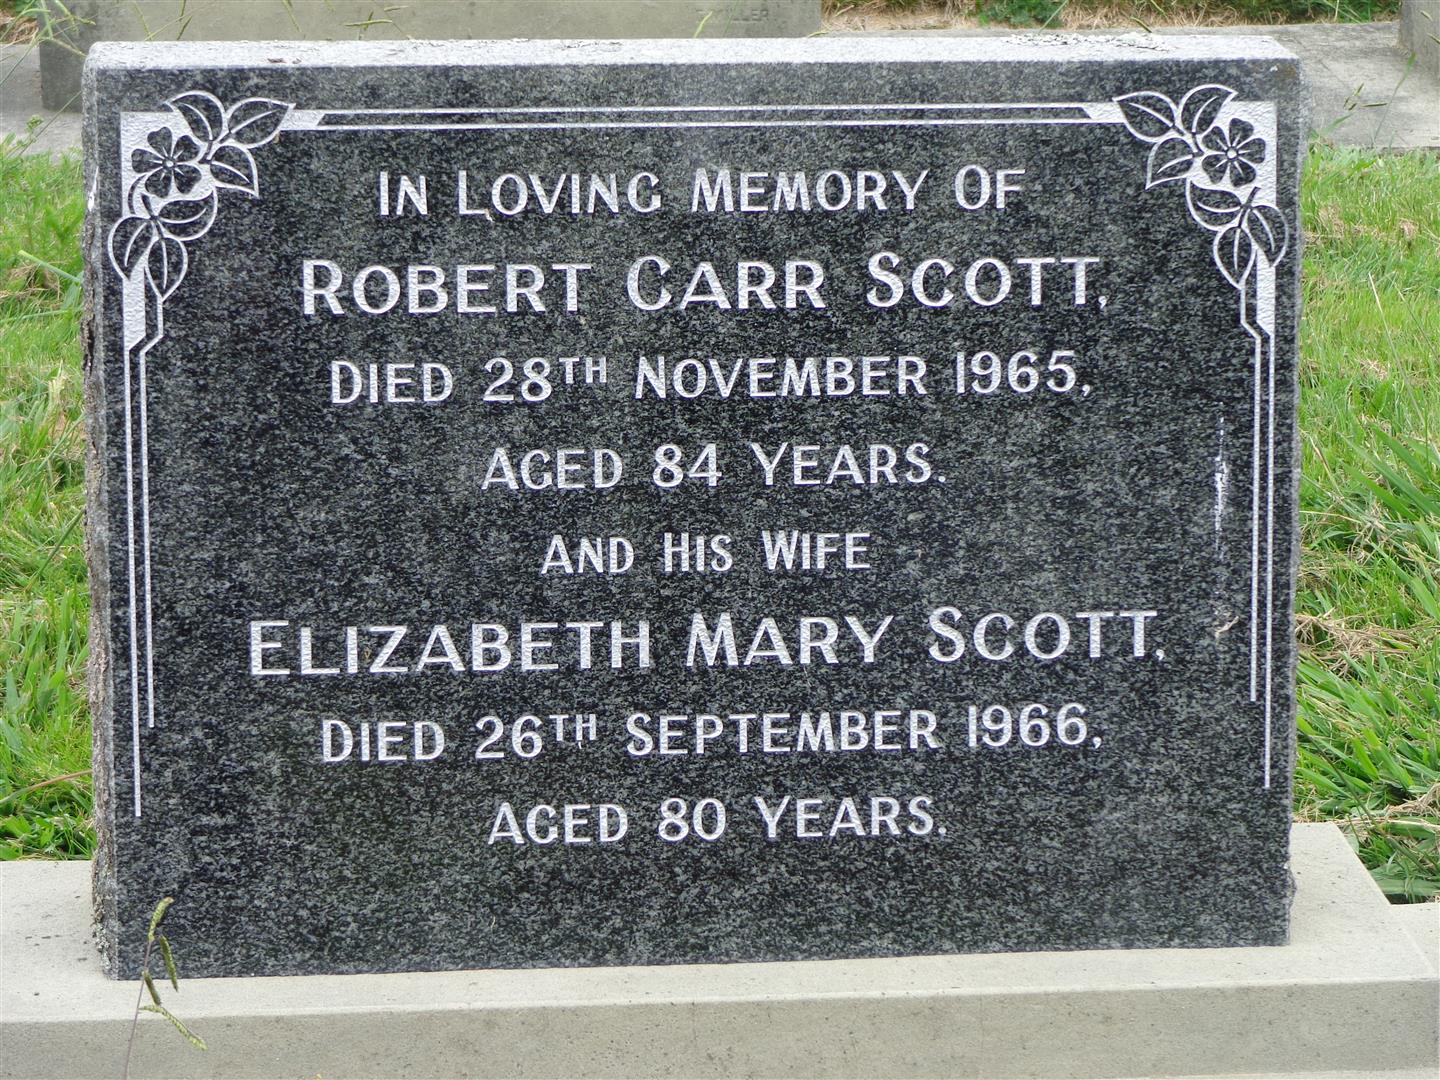 IN LOVING MEMORY OF
ROBERT CARR SCOTT,
DIED 28TH NOVEMBER 1965,
AGED 84 YEARS.
AND HIS WIFE
ELIZABETH MARY SCOTT,
DIED 26TH SEPTEMBER 1966,
AGED 80 YEARS.